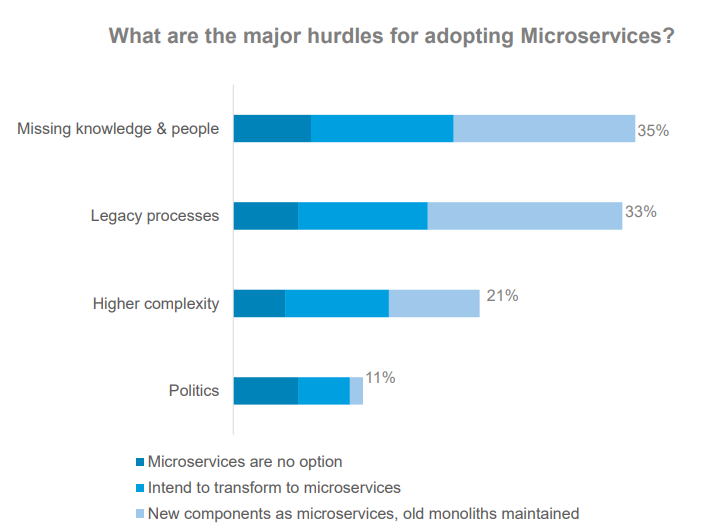 What are the major hurdles for adopting Microservices?
Missing knowledge & people
35%
Legacy processes
33%
Higher complexity
21%
Politics
11%
Microservices are no option
Intend to transform to microservices
New components as microservices, old monoliths maintained